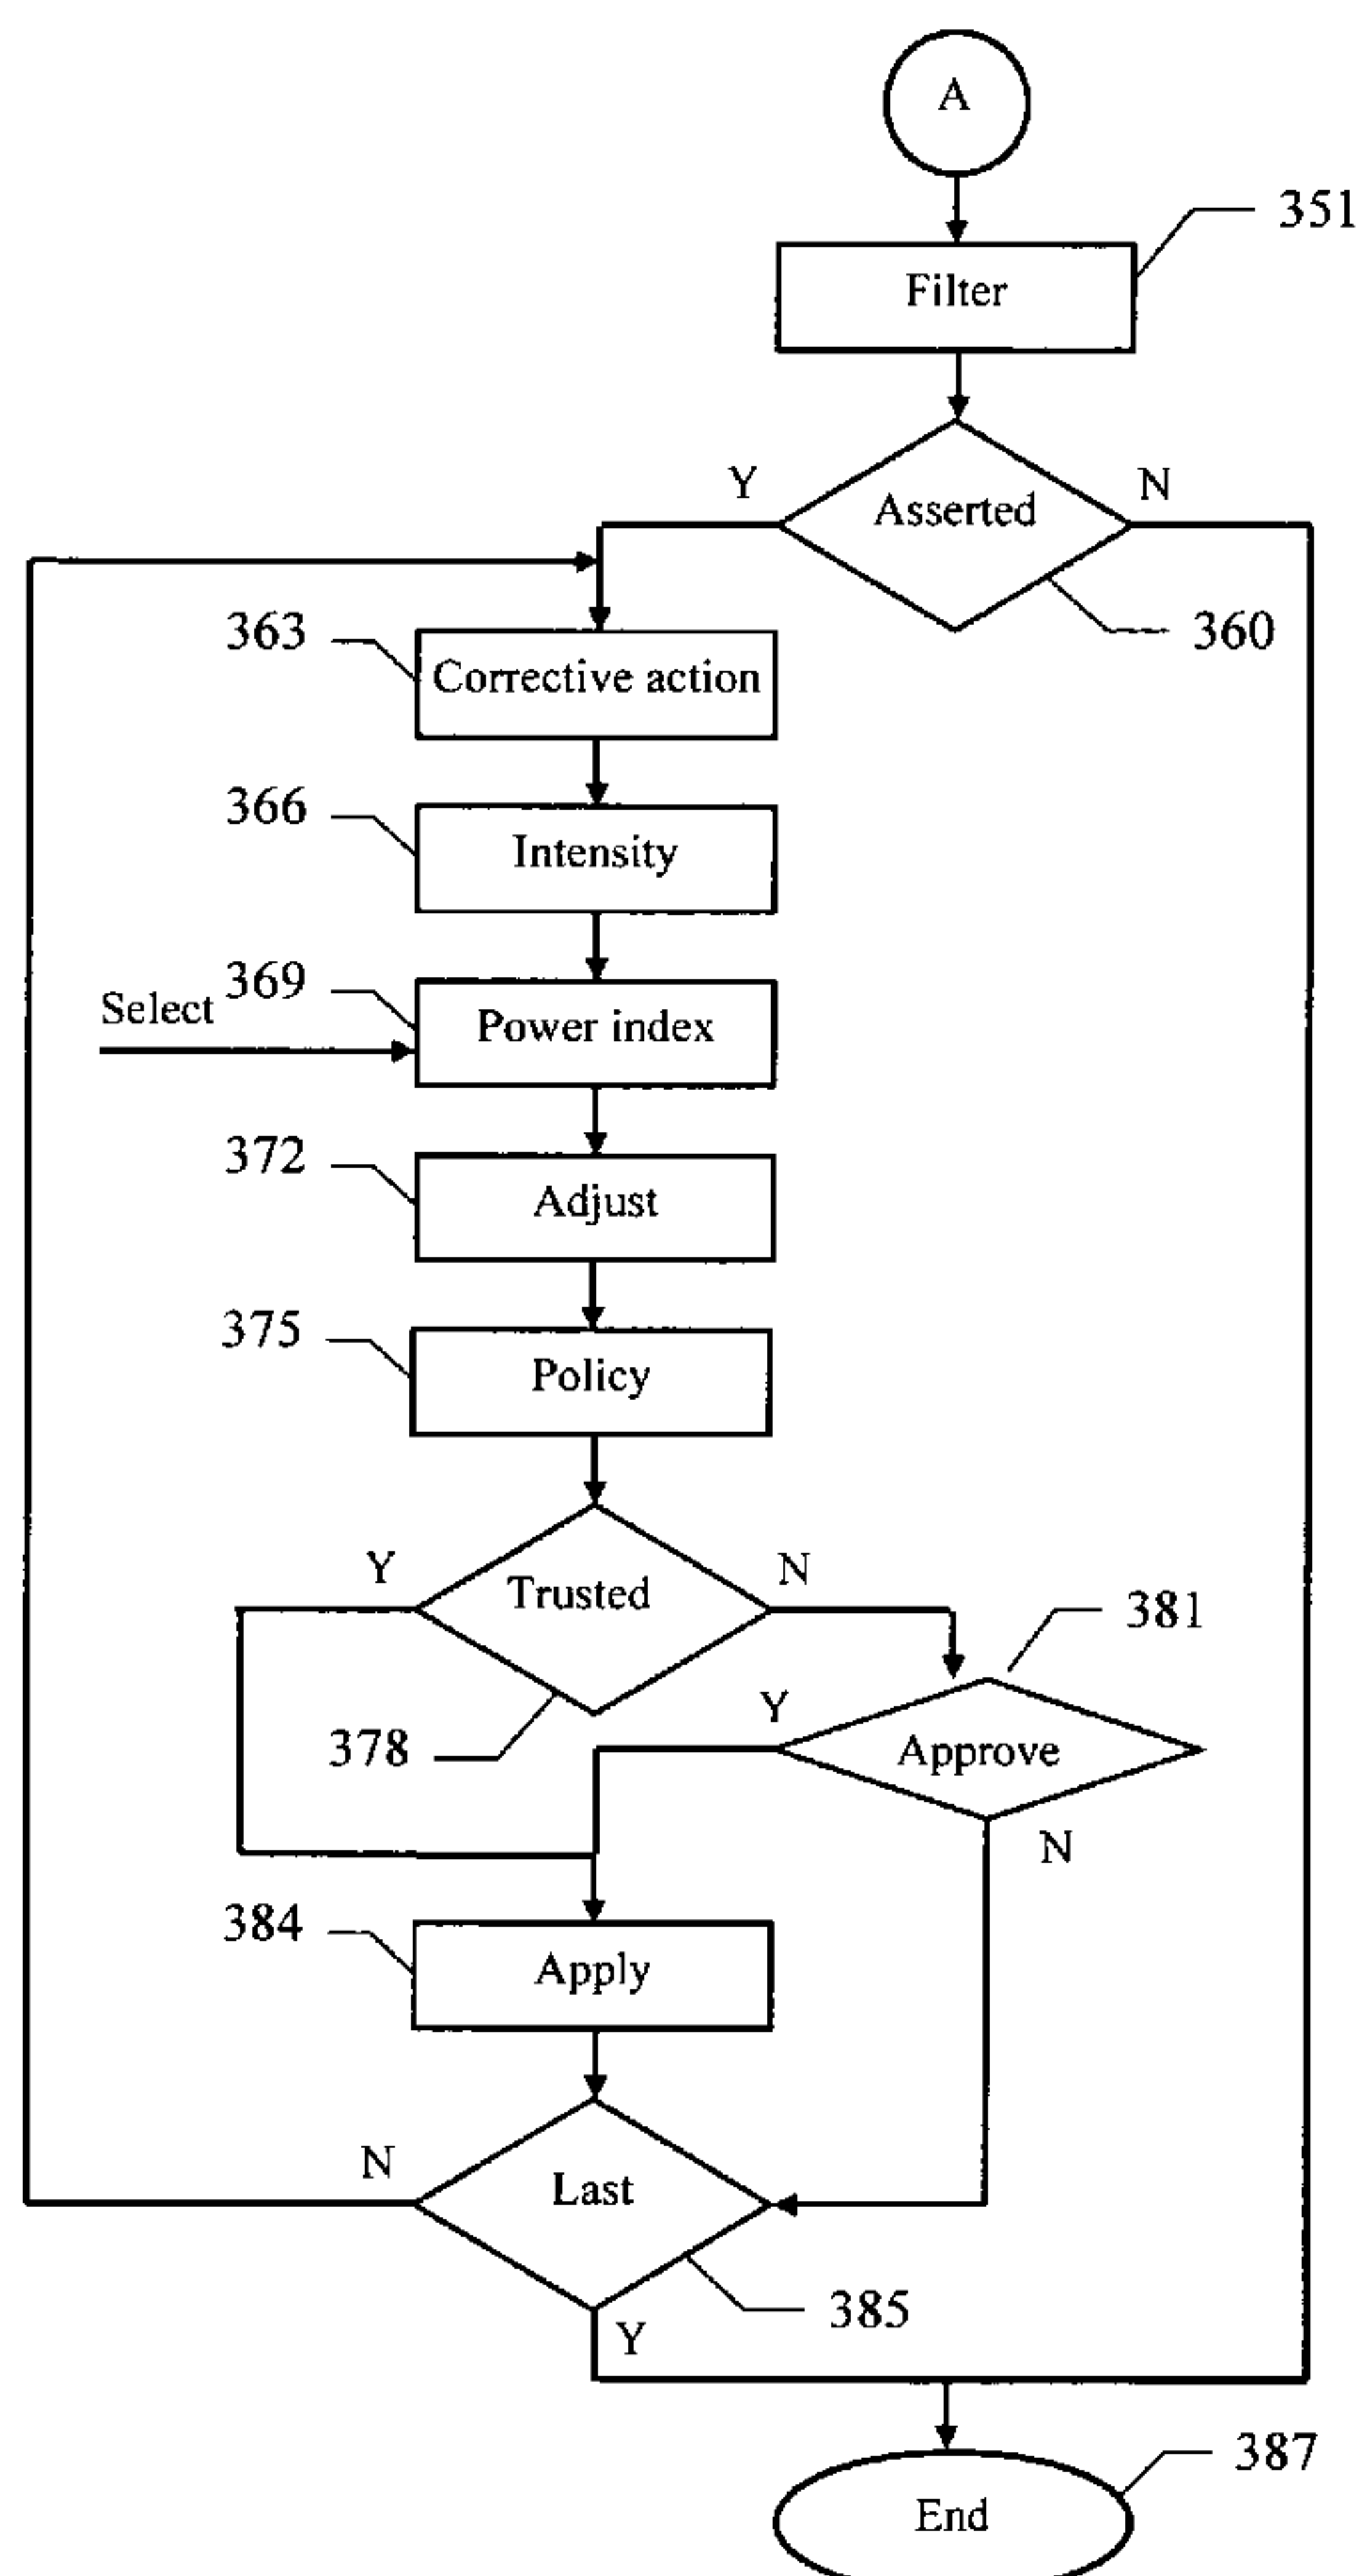 A
351
Filter
Y
N
Asserted
360
363
Corrective action
366
Intensity
369
Select
Power index
372
Adjust
375
Policy
Y
N
Trusted
381
378
Y
Approve
N
384
Apply
N
Last
385
Y
387
End